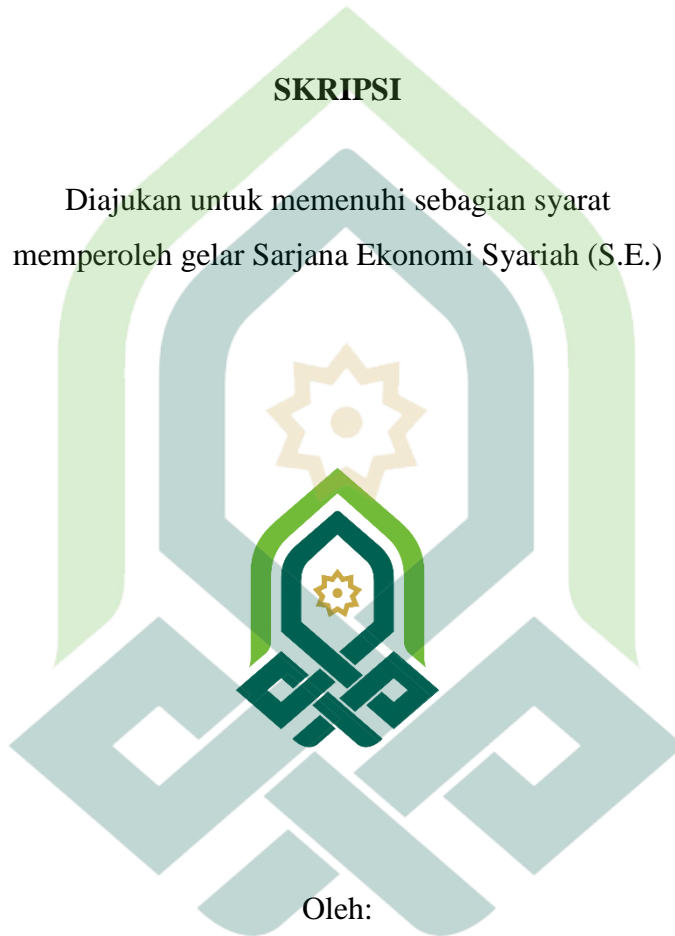 SKRIPSI
Diajukan untuk memenuhi sebagian syarat
memperoleh gelar Sarjana Ekonomi Syariah (S.E.)
Oleh: